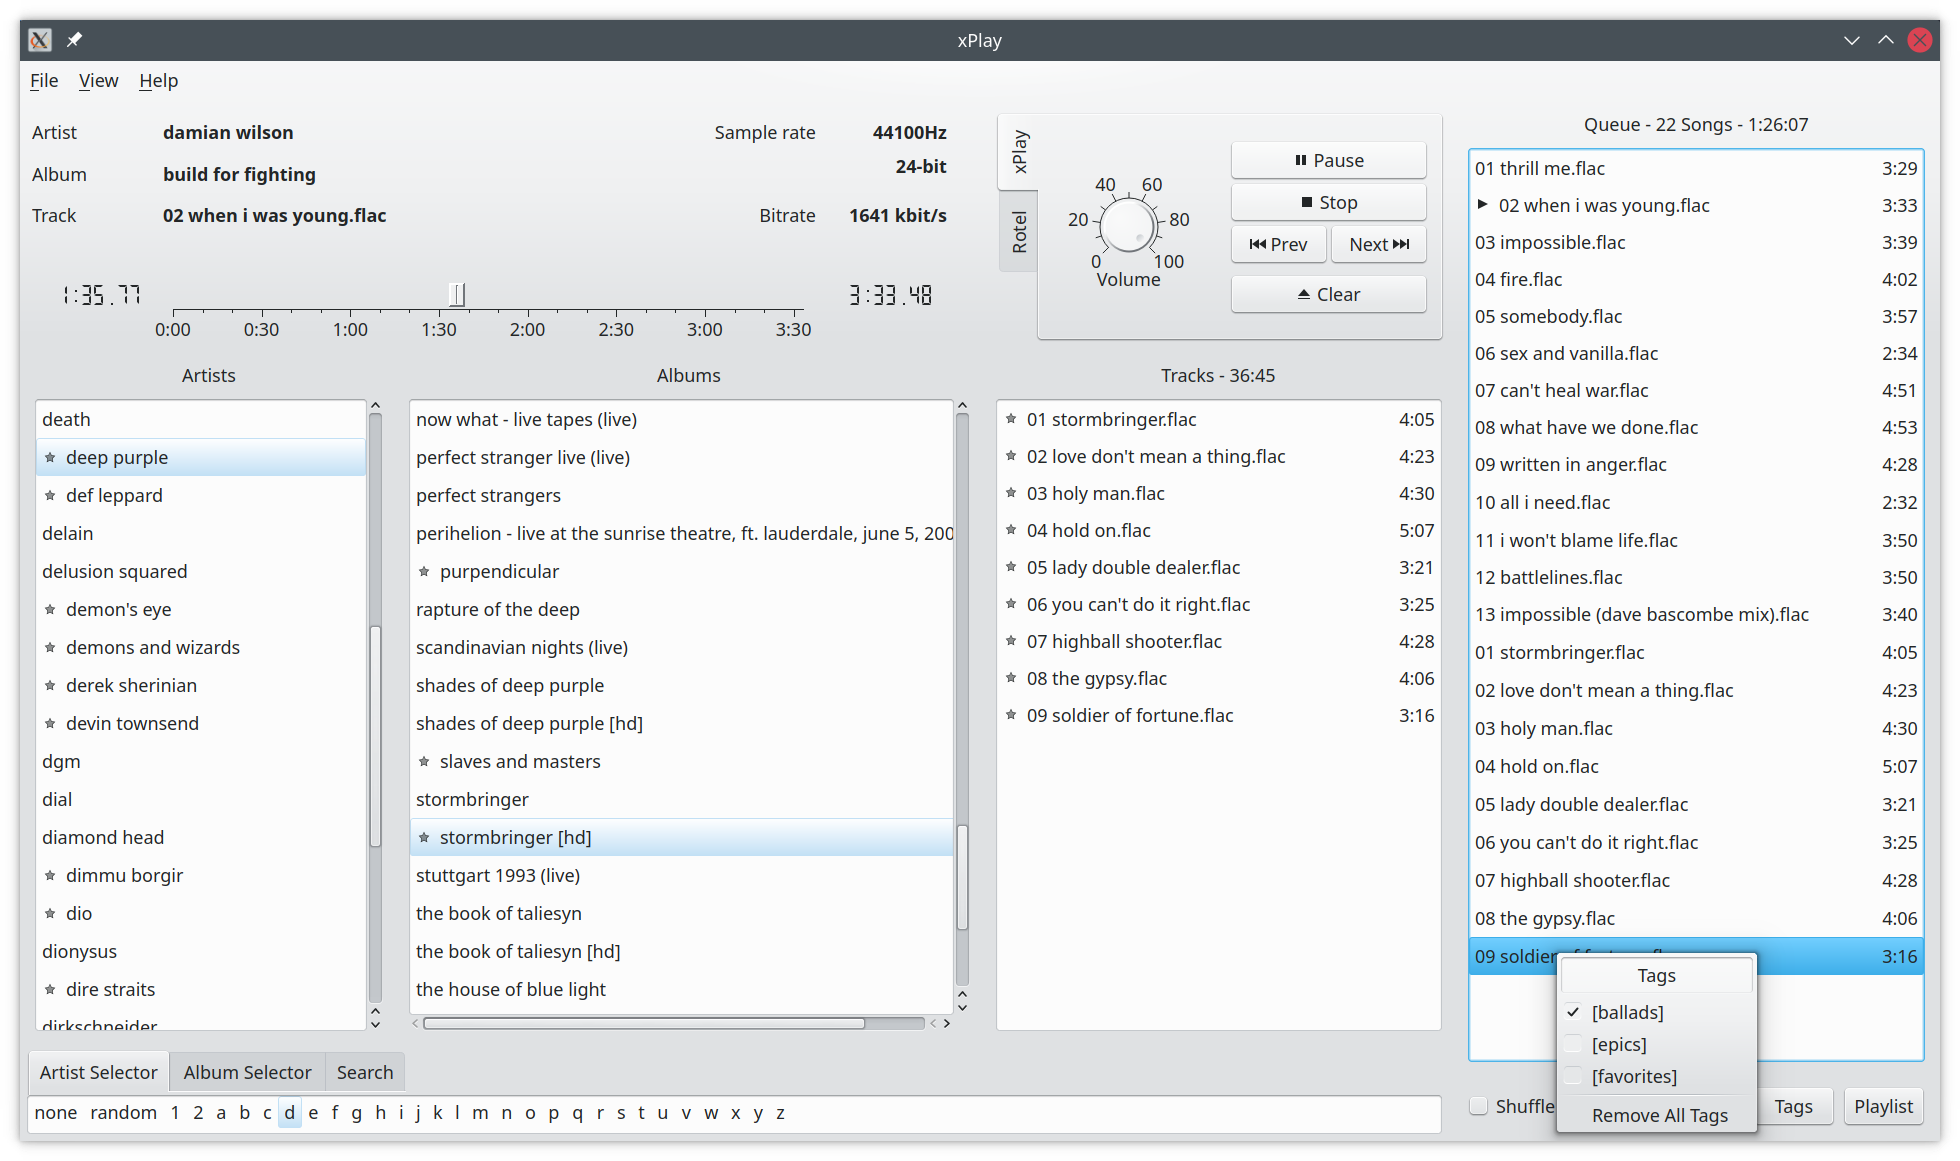 xPlay
File View Help
Artist damian wilson
Album build for fighting
Track 02 when i was young.flac
Sample rate 44100Hz
24-bit
Bitrate 1641 kbit/s
1:35.77
0:00 0:30 1:00 1:30 2:00 2:30 3:00 3:30
3:33.48
xPlay
Rotel
0 20 40 60 80 100
Volume
Pause
Stop
Prev Next
Clear
Artists
death
deep purple
def leppard
delain
delusion squared
demon's eye
demons and wizards
derek sherinian
devin townsend
dgm
dial
diamond head
dimmu borgir
dio
dionysus
dire straits
dirkschneider
Albums
now what - live tapes (live)
perfect stranger live (live)
perfect strangers
perihelion - live at the sunrise theatre, ft. lauderdale, june 5, 200
purpendicular
rapture of the deep
scandinavian nights (live)
shades of deep purple
shades of deep purple [hd]
slaves and masters
stormbringer
stormbringer [hd]
stuttgart 1993 (live)
the book of taliesyn
the book of taliesyn [hd]
the house of blue light
Tracks - 36:45
01 stormbringer.flac 4:05
02 love don't mean a thing.flac 4:23
03 holy man.flac 4:30
04 hold on.flac 5:07
05 lady double dealer.flac 3:21
06 you can't do it right.flac 3:25
07 highball shooter.flac 4:28
08 the gypsy.flac 4:06
09 soldier of fortune.flac 3:16
Queue - 22 Songs - 1:26:07
01 thrill me.flac 3:29
02 when i was young.flac 3:33
03 impossible.flac 3:39
04 fire.flac 4:02
05 somebody.flac 3:57
06 sex and vanilla.flac 2:34
07 can't heal war.flac 4:51
08 what have we done.flac 4:53
09 written in anger.flac 4:28
10 all i need.flac 2:32
11 i won't blame life.flac 3:50
12 battlelines.flac 3:50
13 impossible (dave bascombe mix).flac 3:40
01 stormbringer.flac 4:05
02 love don't mean a thing.flac 4:23
03 holy man.flac 4:30
04 hold on.flac 5:07
05 lady double dealer.flac 3:21
06 you can't do it right.flac 3:25
07 highball shooter.flac 4:28
08 the gypsy.flac 4:06
09 soldier 3:16
Tags
[ballads]
[epics]
[favorites]
Remove All Tags
Artist Selector Album Selector Search
none random 1 2 a b c d e f g h i j k l m n o p q r s t u v w x y z
Shuffle Tags Playlist